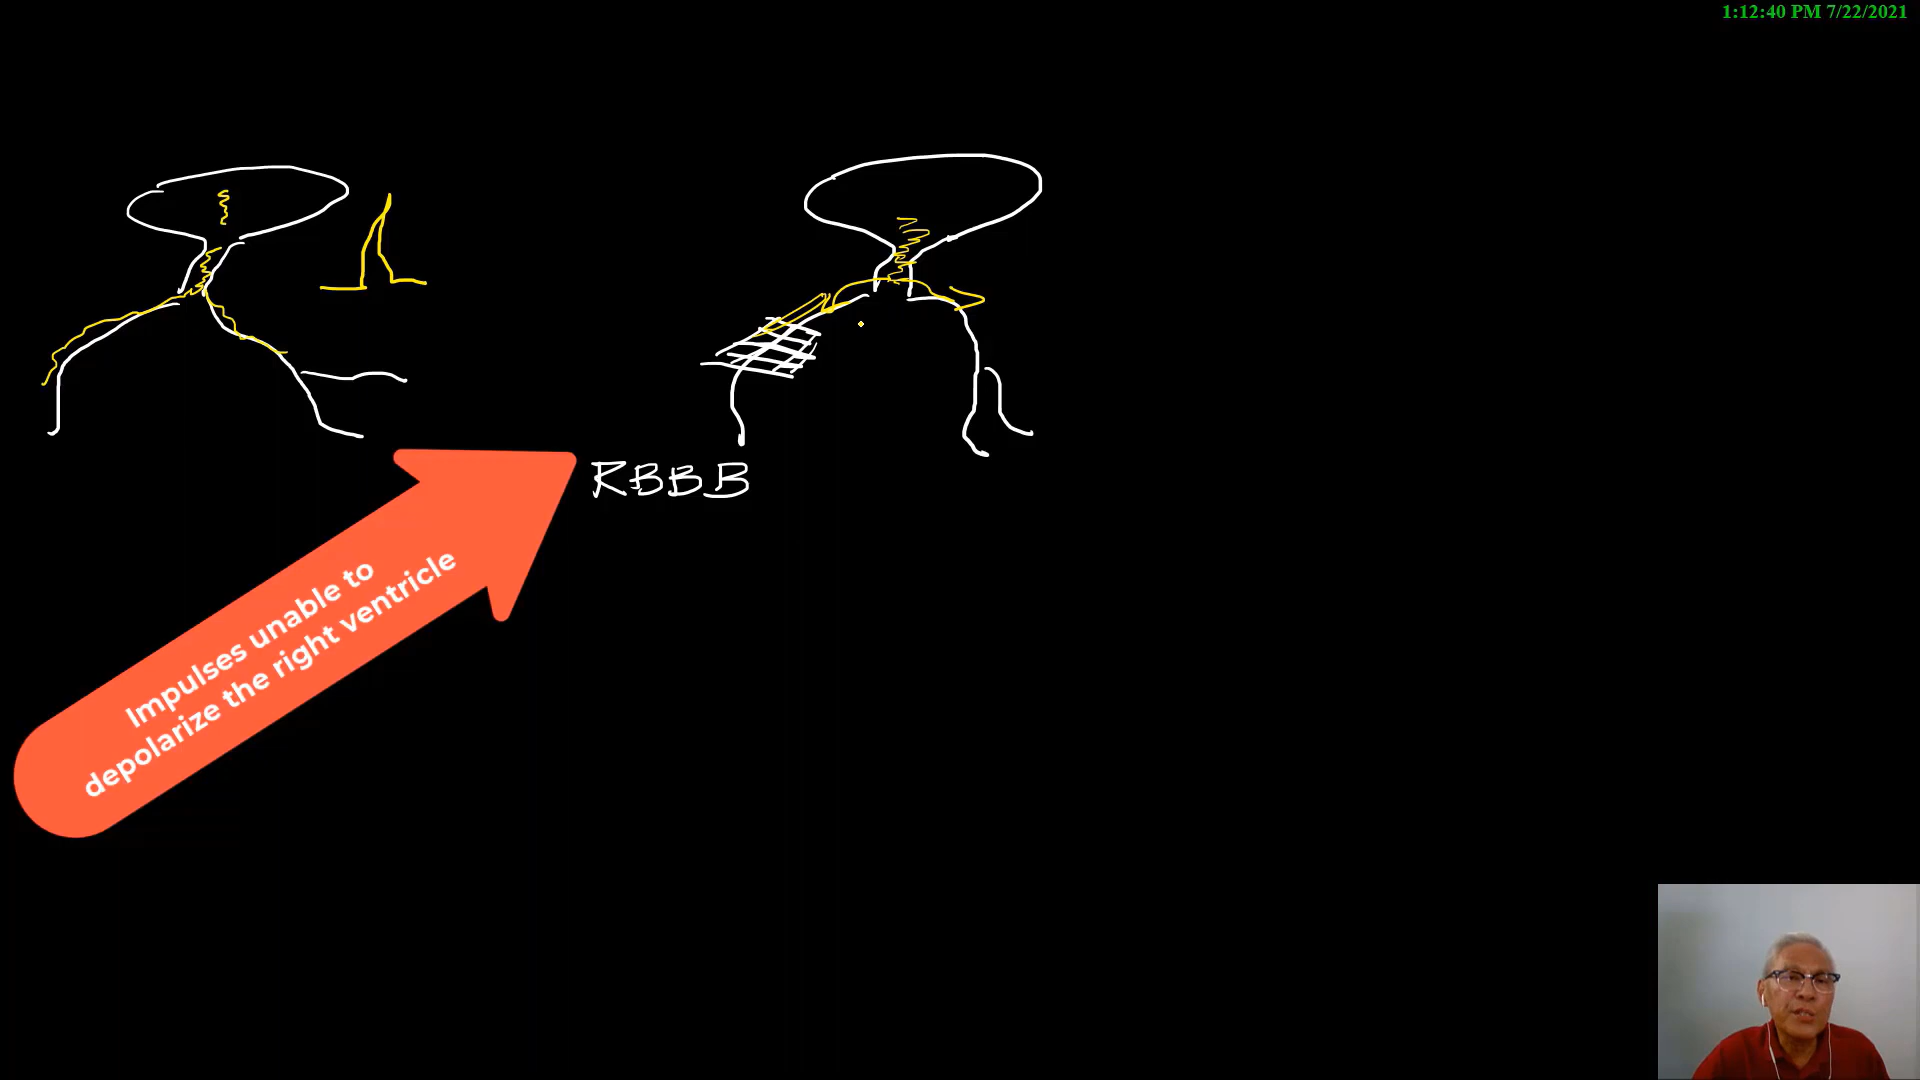 1:12:40 PM 7/22/2021
RBBB
Impulses unable to
depolarize the right ventricle